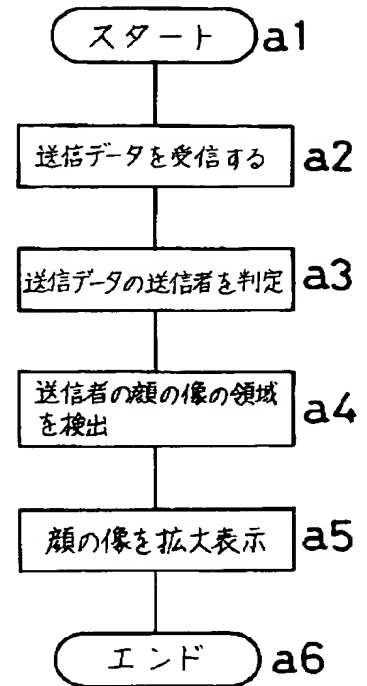 スタート a1
送信データを受信する a2
送信データの送信者を判定 a3
送信者の顔の像の領域 a4
を検出
顔の像を拡大表示 a5
エンド a6